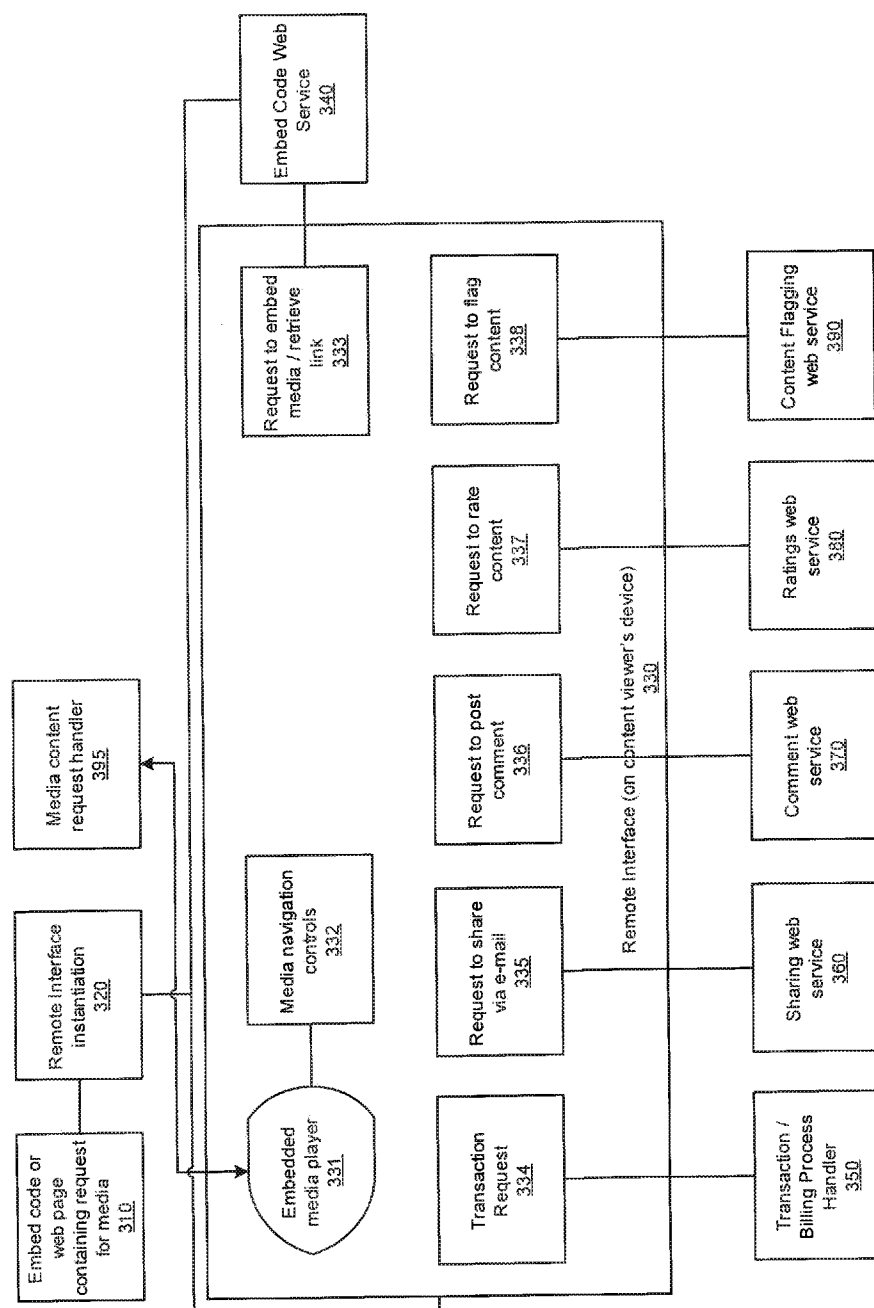 Embed code or
web page
containing request
for media
310
Remote Interface
instantiation
320
Media content
request handler
395
Embed Code Web
Service
340
Embedded
media player
331
Media navigation
controls
332
Request to embed
media / retrieve
link
333
Transaction
Request
334
Request to share
via e-mail
335
Request to post
comment
336
Request to rate
content
337
Request to flag
content
338
Remote Interface (on content viewer's device)
330
Transaction /
Billing Process
Handler
350
Sharing web
service
360
Comment web
service
370
Ratings web
service
380
Content Flagging
web service
390